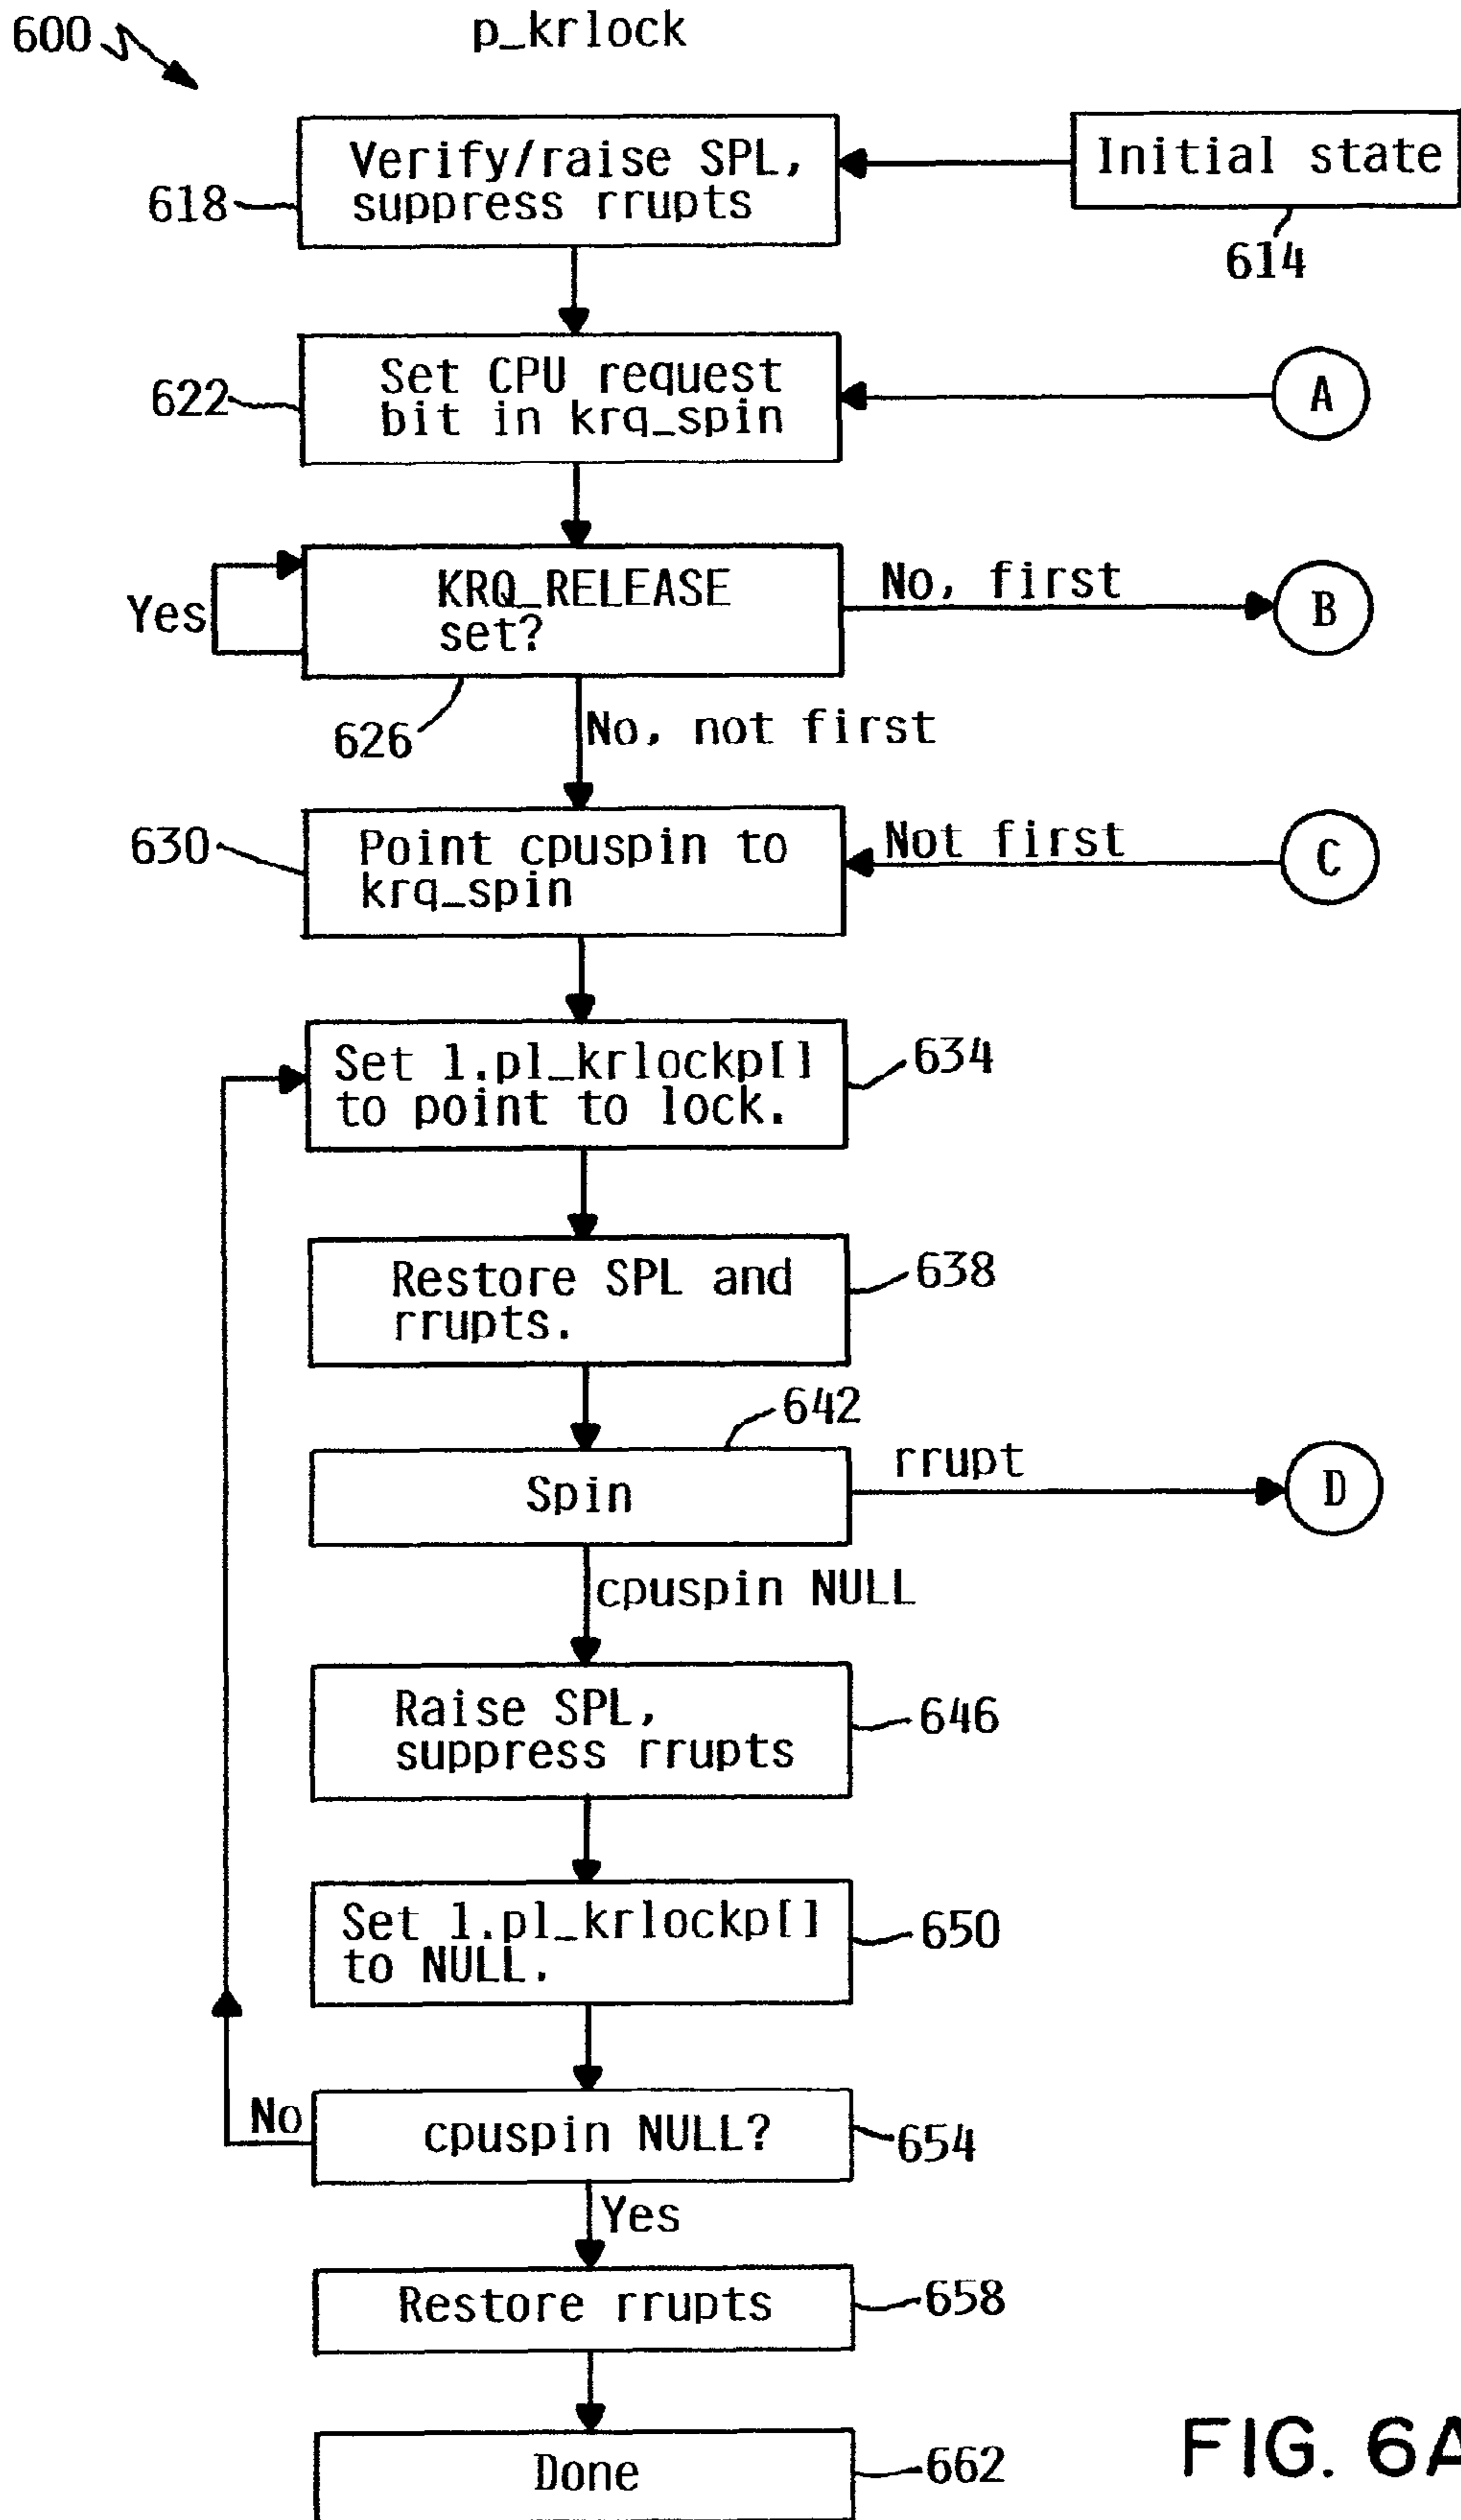 600
p_krlock
Verify/raise SPL,
suppress rrupts
618
Initial state
614
Set CPU request
bit in krq_spin
622
A
KRQ_RELEASE
set?
Yes
No, first
B
626
No, not first
630
Point cpuspin to
krq_spin
Not first
C
Set l.pl_krlockp[]
to point to lock.
634
Restore SPL and
rrupts.
638
642
Spin
rrupt
D
cpuspin NULL
Raise SPL,
suppress rrupts
646
Set l.pl_krlockp[]
to NULL.
650
No
cpuspin NULL?
654
Yes
Restore rrupts
658
Done
662
FIG. 6A